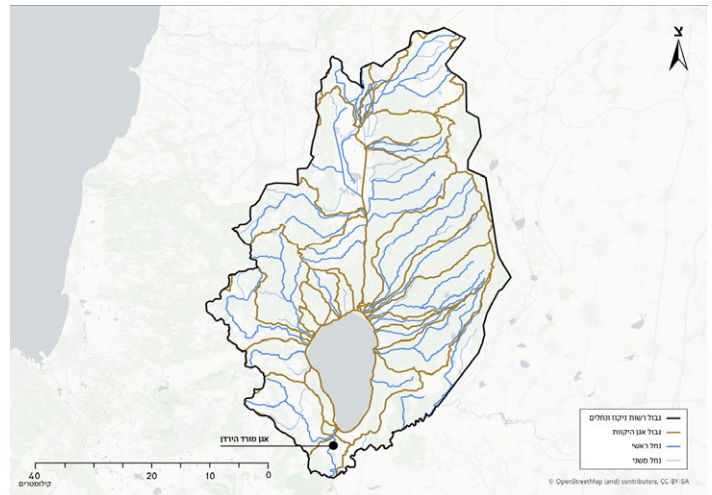 צ
גבול רשות ניקוז ונחלים
גבול אגן היקוות
נחל ראשי
נחל משני
אגן מורד הירדן
40 30 20 10 0
קילומטרים
© OpenStreetMap (and) contributors, CC-BY-SA